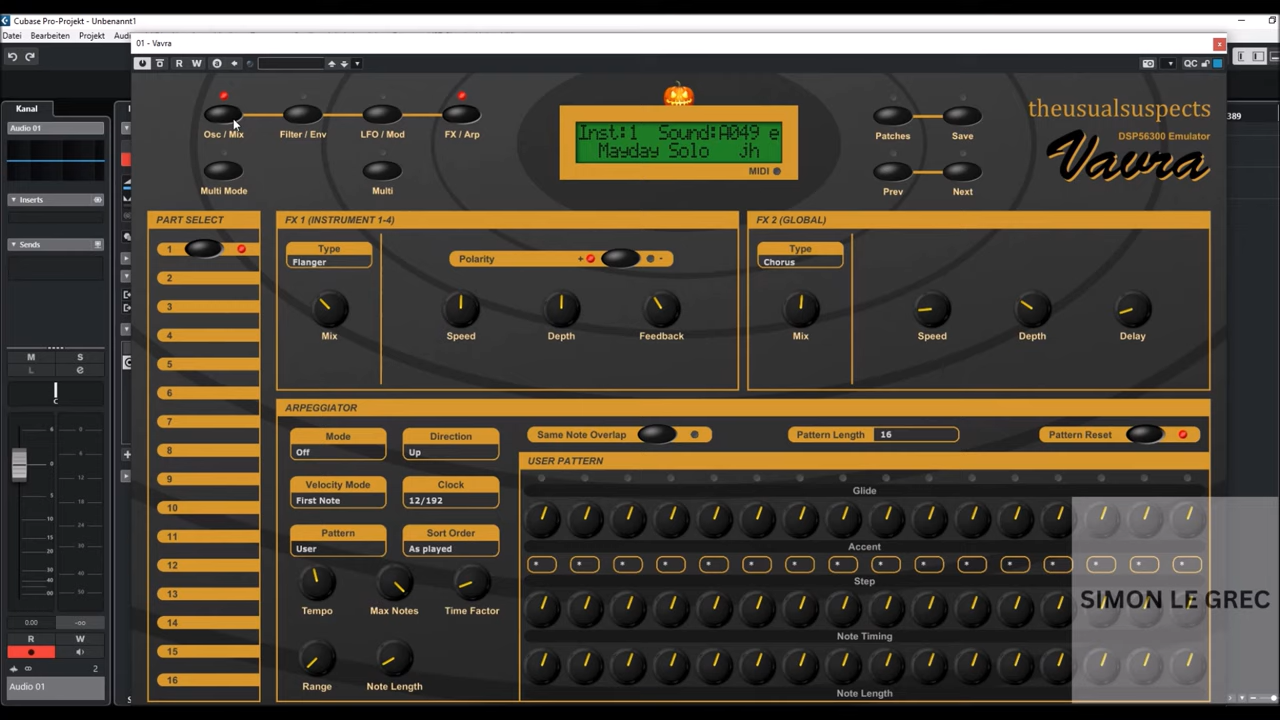 Cubase Pro-Projekt - Unbenannt1
Datei Bearbeiten Projekt
01 - Vavra
R W
QC
Kanal
Audio 01
Inserts
Sends
M S
L e
C
0.00 -oo
R W
2
Audio 01
389
Osc / Mix Filter / Env LFO / Mod FX / Arp
Multi Mode Multi
Inst:1 Sound:A049 e
Mayday Solo jh
MIDI
Patches Save
Prev Next
theusualsuspects
DSP56300 Emulator
Vavra
PART SELECT
1
2
3
4
5
6
7
8
9
10
11
12
13
14
15
16
FX 1 (INSTRUMENT 1-4)
Type
Flanger
Polarity + -
Mix Speed Depth Feedback
FX 2 (GLOBAL)
Type
Chorus
Mix Speed Depth Delay
ARPEGGIATOR
Mode Direction
Off Up
Velocity Mode Clock
First Note 12/192
Pattern Sort Order
User As played
Tempo Max Notes Time Factor
Range Note Length
Same Note Overlap Pattern Length 16 Pattern Reset
USER PATTERN
Glide
Accent
Step
Note Timing
Note Length
SIMON LE GREC